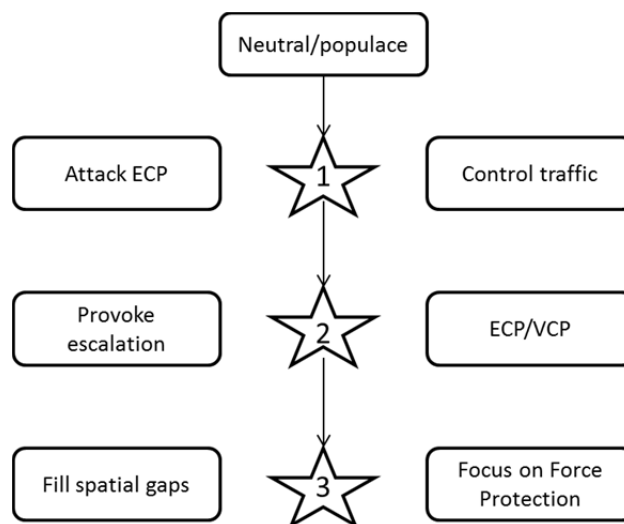 Neutral/populace
Attack ECP
1
Control traffic
Provoke
escalation
2
ECP/VCP
Fill spatial gaps
3
Focus on Force
Protection